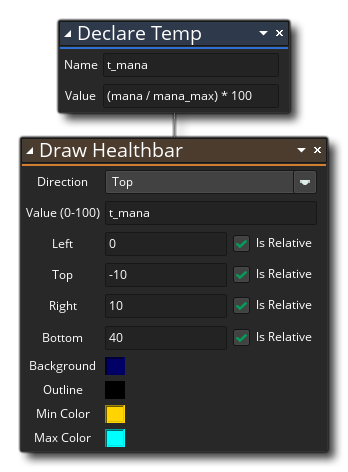 Declare Temp
Name t_mana
Value (mana / mana_max) * 100
Draw Healthbar
Direction Top
Value (0-100) t_mana
Left 0 Is Relative
Top -10 Is Relative
Right 10 Is Relative
Bottom 40 Is Relative
Background
Outline
Min Color
Max Color